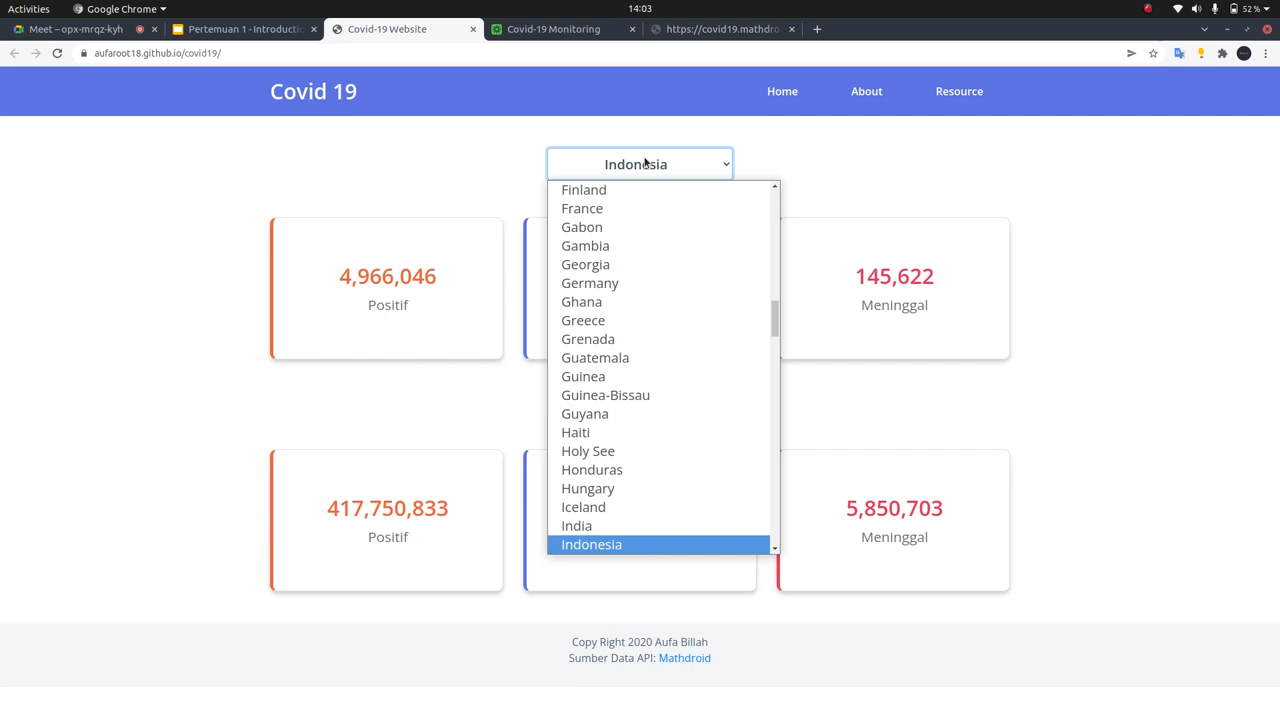 Activities
Google Chrome
14:03
52 %
Meet – opx-mrqz-kyh
Pertemuan 1 - Introductic
Covid-19 Website
Covid-19 Monitoring
https://covid19.mathdro
aufaroot18.github.io/covid19/
Covid 19
Home
About
Resource
Indonesia
Finland
France
Gabon
Gambia
Georgia
Germany
Ghana
Greece
Grenada
Guatemala
Guinea
Guinea-Bissau
Guyana
Haiti
Holy See
Honduras
Hungary
Iceland
India
Indonesia
4,966,046
Positif
145,622
Meninggal
417,750,833
Positif
5,850,703
Meninggal
Copy Right 2020 Aufa Billah
Sumber Data API: Mathdroid